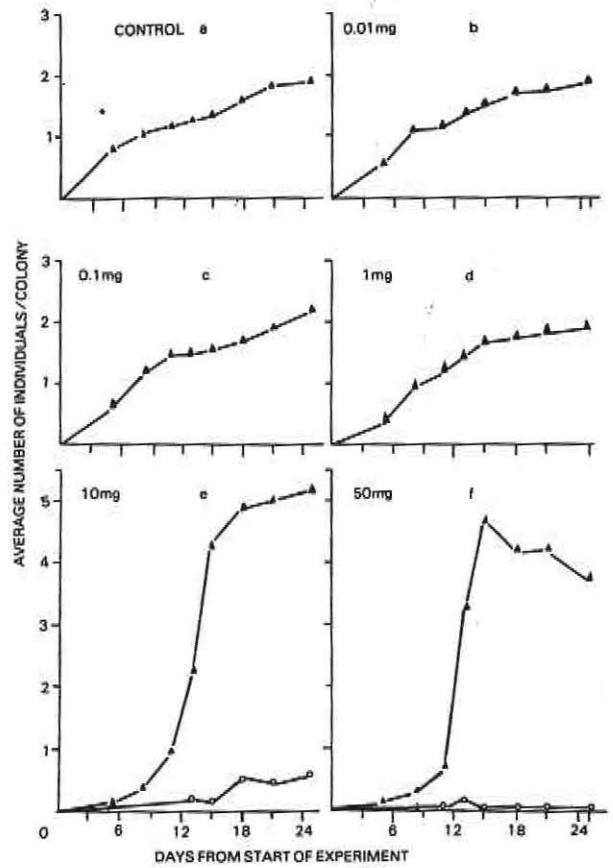 3
CONTROL a
0.01mg b
2
1
AVERAGE NUMBER OF INDIVIDUALS/COLONY
3
0.1mg c
1mg d
2
1
10mg e
50mg f
5
4
3
2
1
0 6 12 18 24
6 12 18 24
DAYS FROM START OF EXPERIMENT